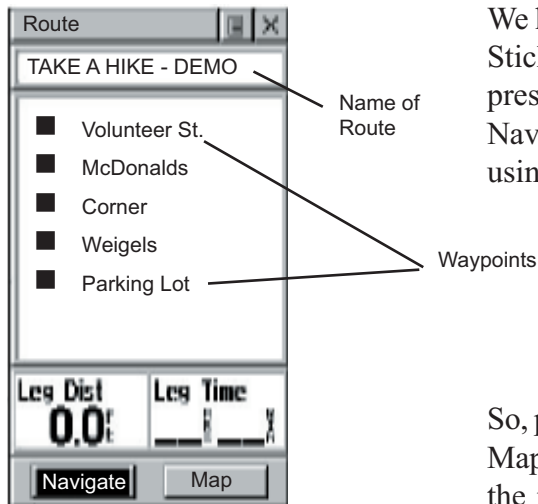 Route
TAKE A HIKE - DEMO
Volunteer St.
McDonalds
Corner
Weigels
Parking Lot
Leg Dist
Leg Time
0.0
Navigate
Map
Name of
Route
Waypoints
We
Stic
pres
Nav
usin
So, p
Map
the